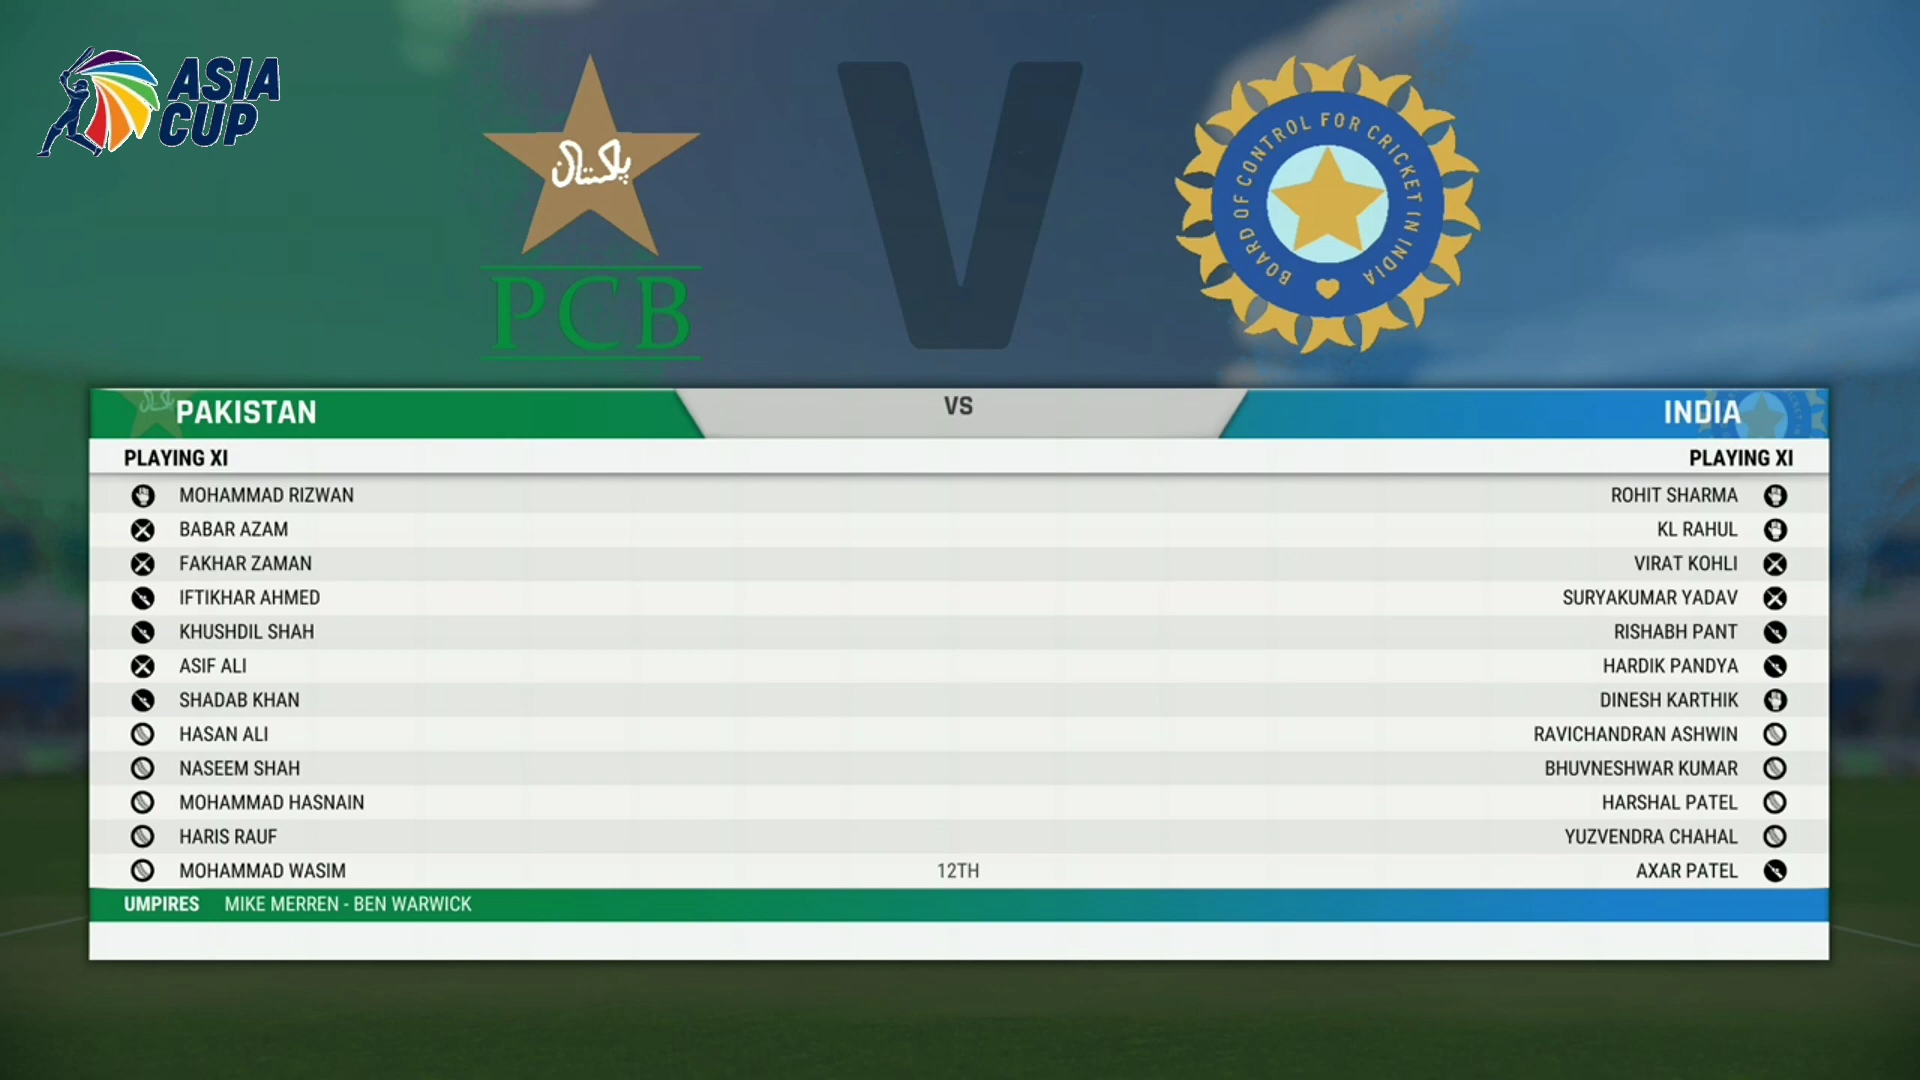 ASIA
CUP
پاکستان
PCB
V
BOARD OF CONTROL FOR CRICKET IN INDIA
PAKISTAN VS INDIA
PLAYING XI PLAYING XI
MOHAMMAD RIZWAN ROHIT SHARMA
BABAR AZAM KL RAHUL
FAKHAR ZAMAN VIRAT KOHLI
IFTIKHAR AHMED SURYAKUMAR YADAV
KHUSHDIL SHAH RISHABH PANT
ASIF ALI HARDIK PANDYA
SHADAB KHAN DINESH KARTHIK
HASAN ALI RAVICHANDRAN ASHWIN
NASEEM SHAH BHUVNESHWAR KUMAR
MOHAMMAD HASNAIN HARSHAL PATEL
HARIS RAUF YUZVENDRA CHAHAL
MOHAMMAD WASIM 12TH AXAR PATEL
UMPIRES MIKE MERREN - BEN WARWICK